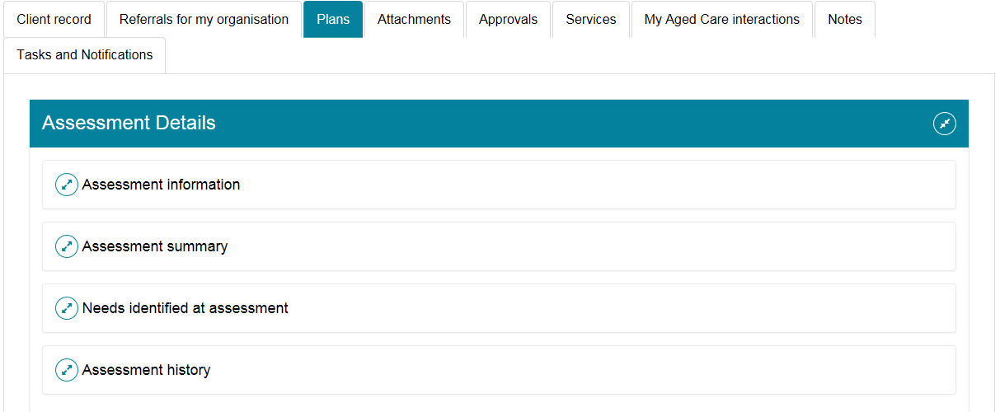 Client record
Referrals for my organisation
Plans
Attachments
Approvals
Services
My Aged Care interactions
Notes
Tasks and Notifications
Assessment Details
Assessment information
Assessment summary
Needs identified at assessment
Assessment history